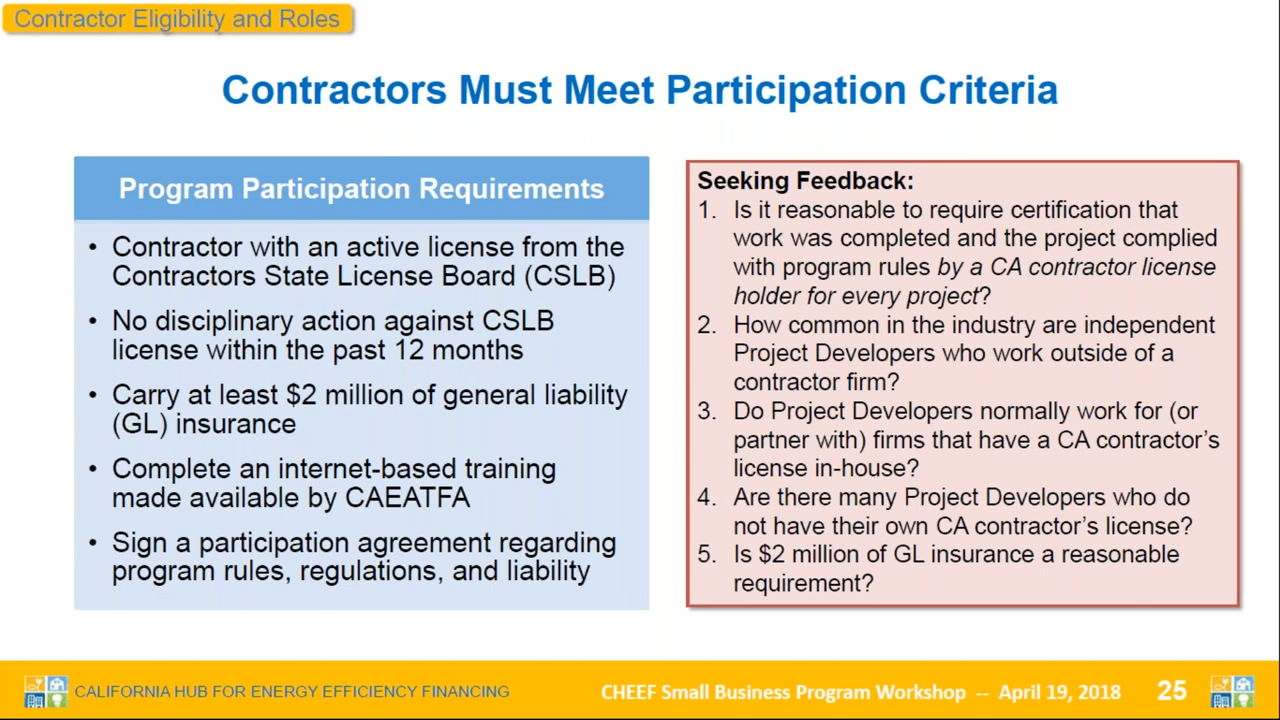 Contractor Eligibility and Roles
Contractors Must Meet Participation Criteria
Program Participation Requirements
• Contractor with an active license from the
Contractors State License Board (CSLB)
• No disciplinary action against CSLB
license within the past 12 months
• Carry at least $2 million of general liability
(GL) insurance
• Complete an internet-based training
made available by CAEATFA
• Sign a participation agreement regarding
program rules, regulations, and liability
Seeking Feedback:
1. Is it reasonable to require certification that
work was completed and the project complied
with program rules by a CA contractor license
holder for every project?
2. How common in the industry are independent
Project Developers who work outside of a
contractor firm?
3. Do Project Developers normally work for (or
partner with) firms that have a CA contractor's
license in-house?
4. Are there many Project Developers who do
not have their own CA contractor's license?
5. Is $2 million of GL insurance a reasonable
requirement?
CALIFORNIA HUB FOR ENERGY EFFICIENCY FINANCING
CHEEF Small Business Program Workshop -- April 19, 2018
25